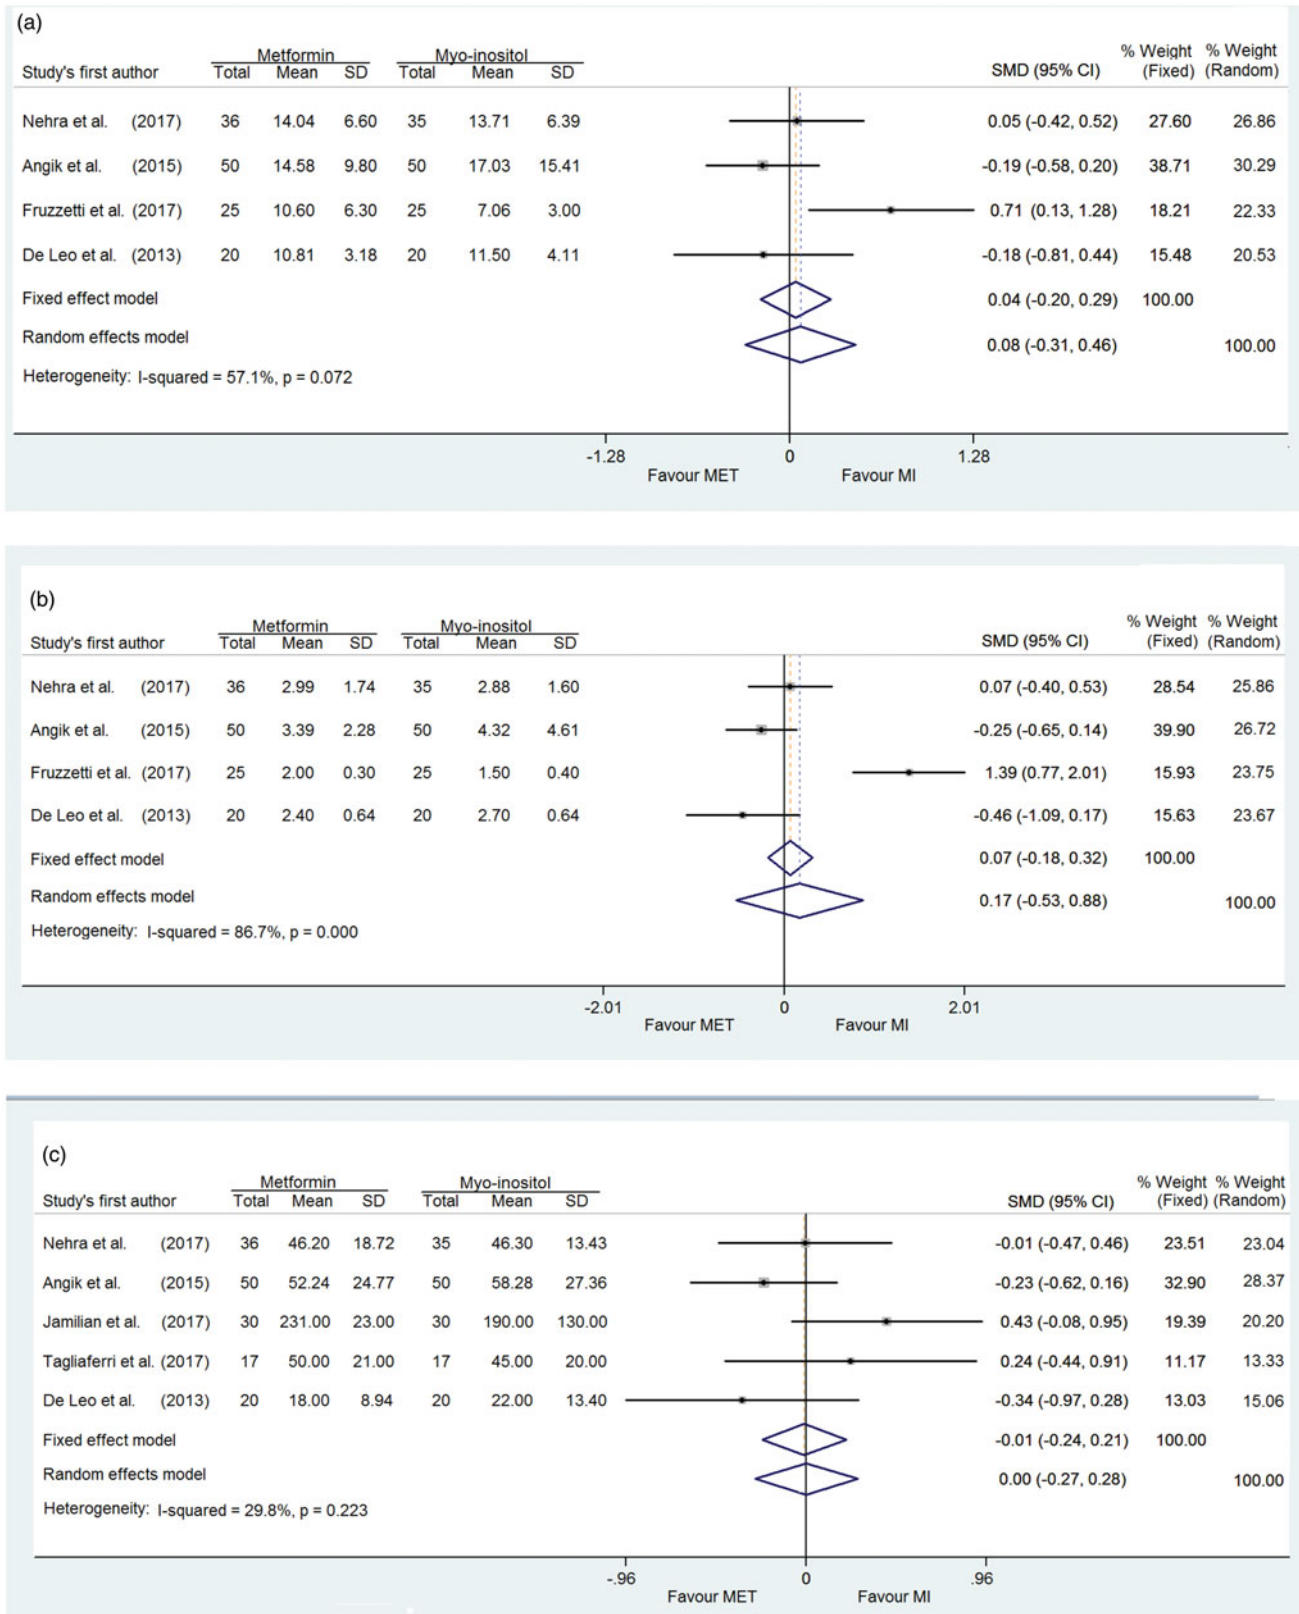 (a)
Metformin Myo-inositol % Weight % Weight
Study's first author Total Mean SD Total Mean SD SMD (95% CI) (Fixed) (Random)
Nehra et al. (2017) 36 14.04 6.60 35 13.71 6.39 0.05 (-0.42, 0.52) 27.60 26.86
Angik et al. (2015) 50 14.58 9.80 50 17.03 15.41 -0.19 (-0.58, 0.20) 38.71 30.29
Fruzzetti et al. (2017) 25 10.60 6.30 25 7.06 3.00 0.71 (0.13, 1.28) 18.21 22.33
De Leo et al. (2013) 20 10.81 3.18 20 11.50 4.11 -0.18 (-0.81, 0.44) 15.48 20.53
Fixed effect model 0.04 (-0.20, 0.29) 100.00
Random effects model 0.08 (-0.31, 0.46) 100.00
Heterogeneity: I-squared = 57.1%, p = 0.072
-1.28 0 1.28
Favour MET Favour MI
(b)
Metformin Myo-inositol % Weight % Weight
Study's first author Total Mean SD Total Mean SD SMD (95% CI) (Fixed) (Random)
Nehra et al. (2017) 36 2.99 1.74 35 2.88 1.60 0.07 (-0.40, 0.53) 28.54 25.86
Angik et al. (2015) 50 3.39 2.28 50 4.32 4.61 -0.25 (-0.65, 0.14) 39.90 26.72
Fruzzetti et al. (2017) 25 2.00 0.30 25 1.50 0.40 1.39 (0.77, 2.01) 15.93 23.75
De Leo et al. (2013) 20 2.40 0.64 20 2.70 0.64 -0.46 (-1.09, 0.17) 15.63 23.67
Fixed effect model 0.07 (-0.18, 0.32) 100.00
Random effects model 0.17 (-0.53, 0.88) 100.00
Heterogeneity: I-squared = 86.7%, p = 0.000
-2.01 0 2.01
Favour MET Favour MI
(c)
Metformin Myo-inositol % Weight % Weight
Study's first author Total Mean SD Total Mean SD SMD (95% CI) (Fixed) (Random)
Nehra et al. (2017) 36 46.20 18.72 35 46.30 13.43 -0.01 (-0.47, 0.46) 23.51 23.04
Angik et al. (2015) 50 52.24 24.77 50 58.28 27.36 -0.23 (-0.62, 0.16) 32.90 28.37
Jamilian et al. (2017) 30 231.00 23.00 30 190.00 130.00 0.43 (-0.08, 0.95) 19.39 20.20
Tagliaferri et al. (2017) 17 50.00 21.00 17 45.00 20.00 0.24 (-0.44, 0.91) 11.17 13.33
De Leo et al. (2013) 20 18.00 8.94 20 22.00 13.40 -0.34 (-0.97, 0.28) 13.03 15.06
Fixed effect model -0.01 (-0.24, 0.21) 100.00
Random effects model 0.00 (-0.27, 0.28) 100.00
Heterogeneity: I-squared = 29.8%, p = 0.223
-.96 0 .96
Favour MET Favour MI